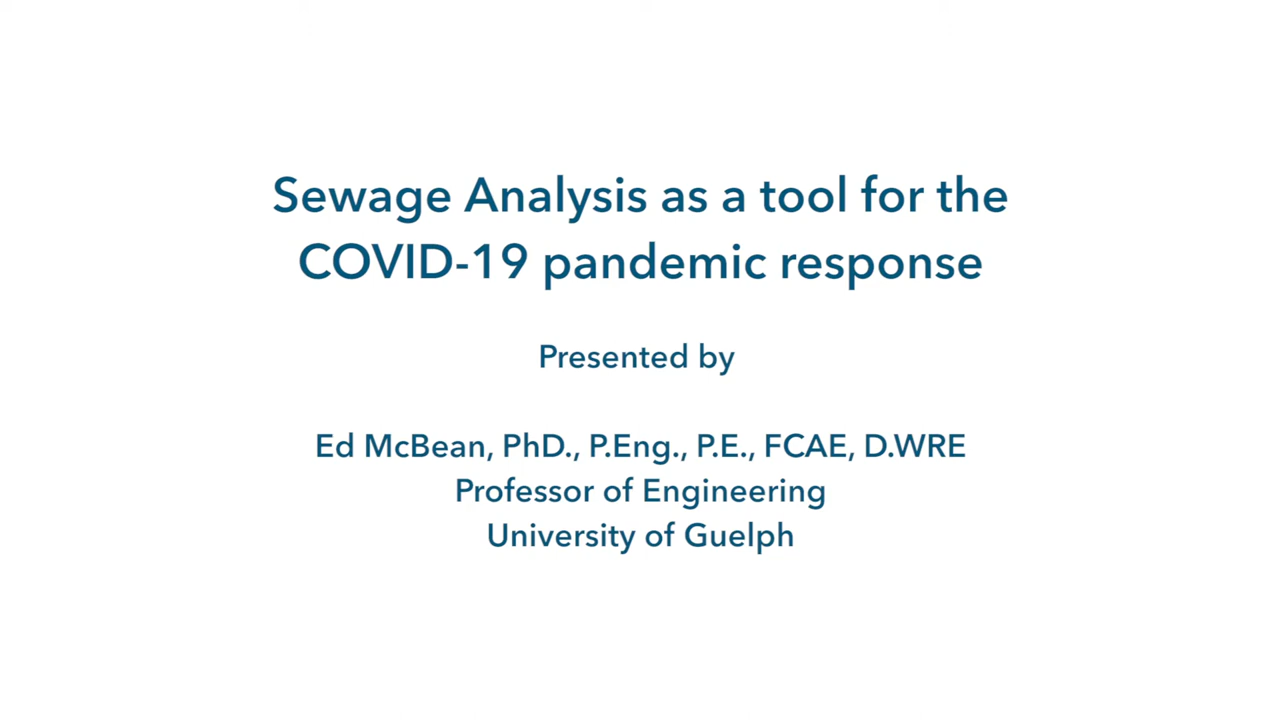 Sewage Analysis as a tool for the
COVID-19 pandemic response
Presented by
Ed McBean, PhD., P.Eng., P.E., FCAE, D.WRE
Professor of Engineering
University of Guelph